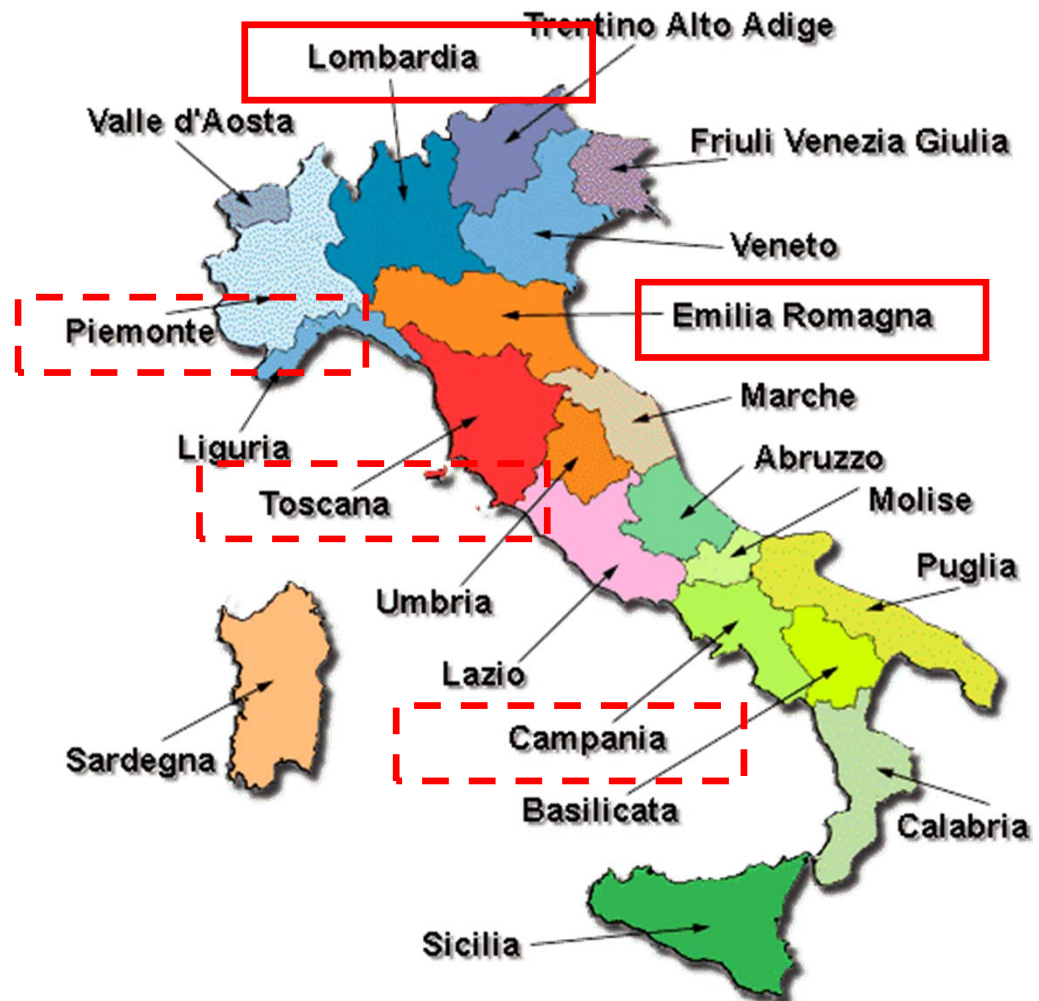 Trentino Alto Adige
Lombardia
Valle d'Aosta
Friuli Venezia Giulia
Veneto
Piemonte
Emilia Romagna
Marche
Liguria
Abruzzo
Toscana
Molise
Puglia
Umbria
Lazio
Campania
Sardegna
Basilicata
Calabria
Sicilia